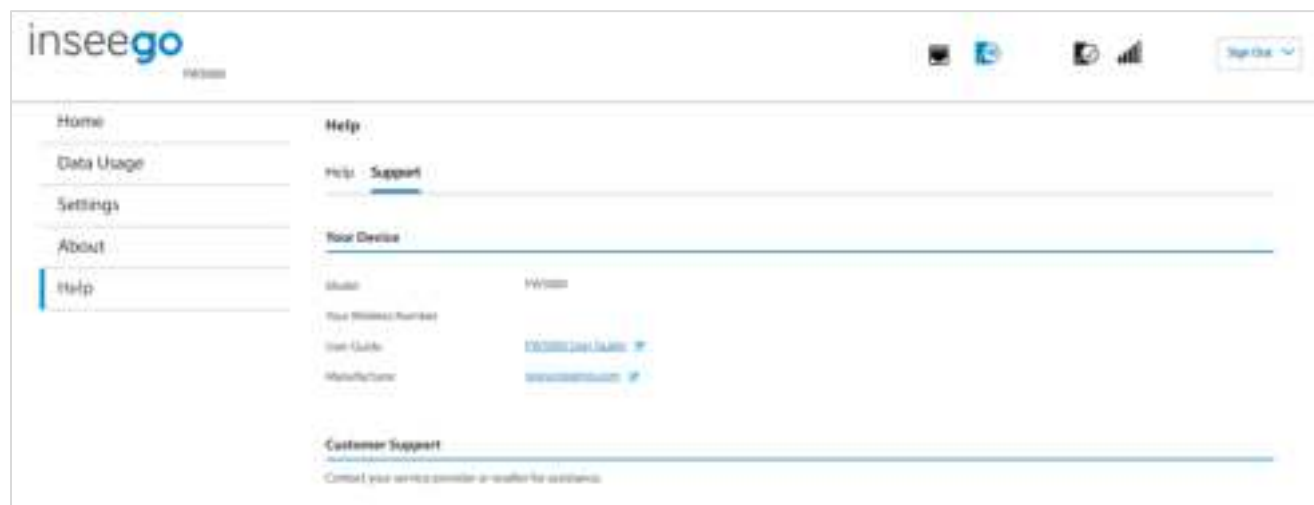 inseego
Sign Out
Home
Data Usage
Settings
About
Help
Help
Help Support
Your Device
Model
Your Wireless Number
User Guide
Manufacturer
Customer Support
Contact your service provider or reseller for assistance.